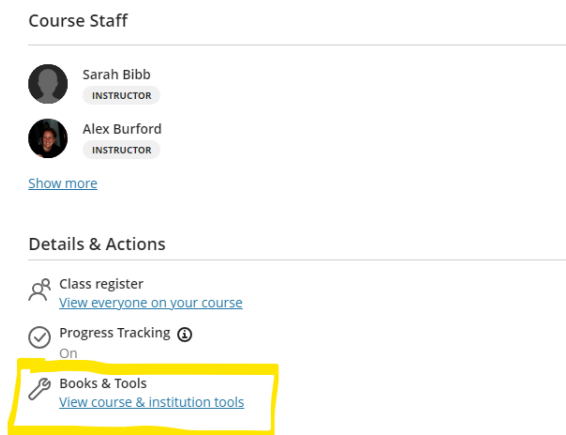 Course Staff
Sarah Bibb
INSTRUCTOR
Alex Burford
INSTRUCTOR
Show more
Details & Actions
Class register
View everyone on your course
Progress Tracking
On
Books & Tools
View course & institution tools